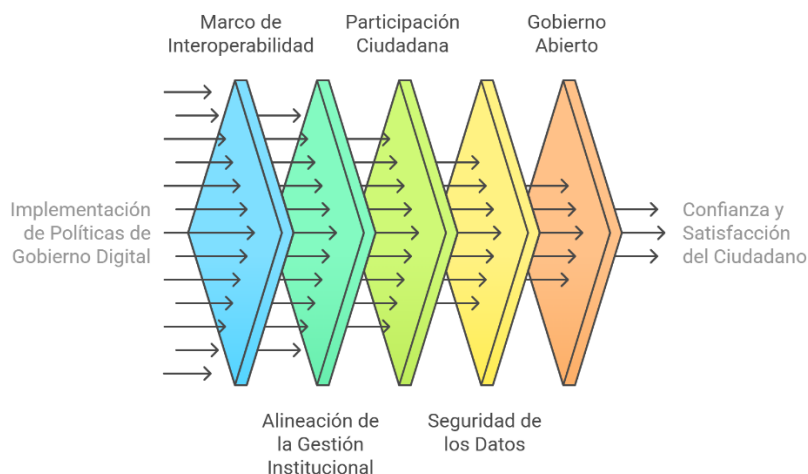 Marco de
Interoperabilidad
Participación
Ciudadana
Gobierno
Abierto
Implementación
de Políticas de
Gobierno Digital
Confianza y
Satisfacción
del Ciudadano
Alineación de
la Gestión
Institucional
Seguridad de
los Datos